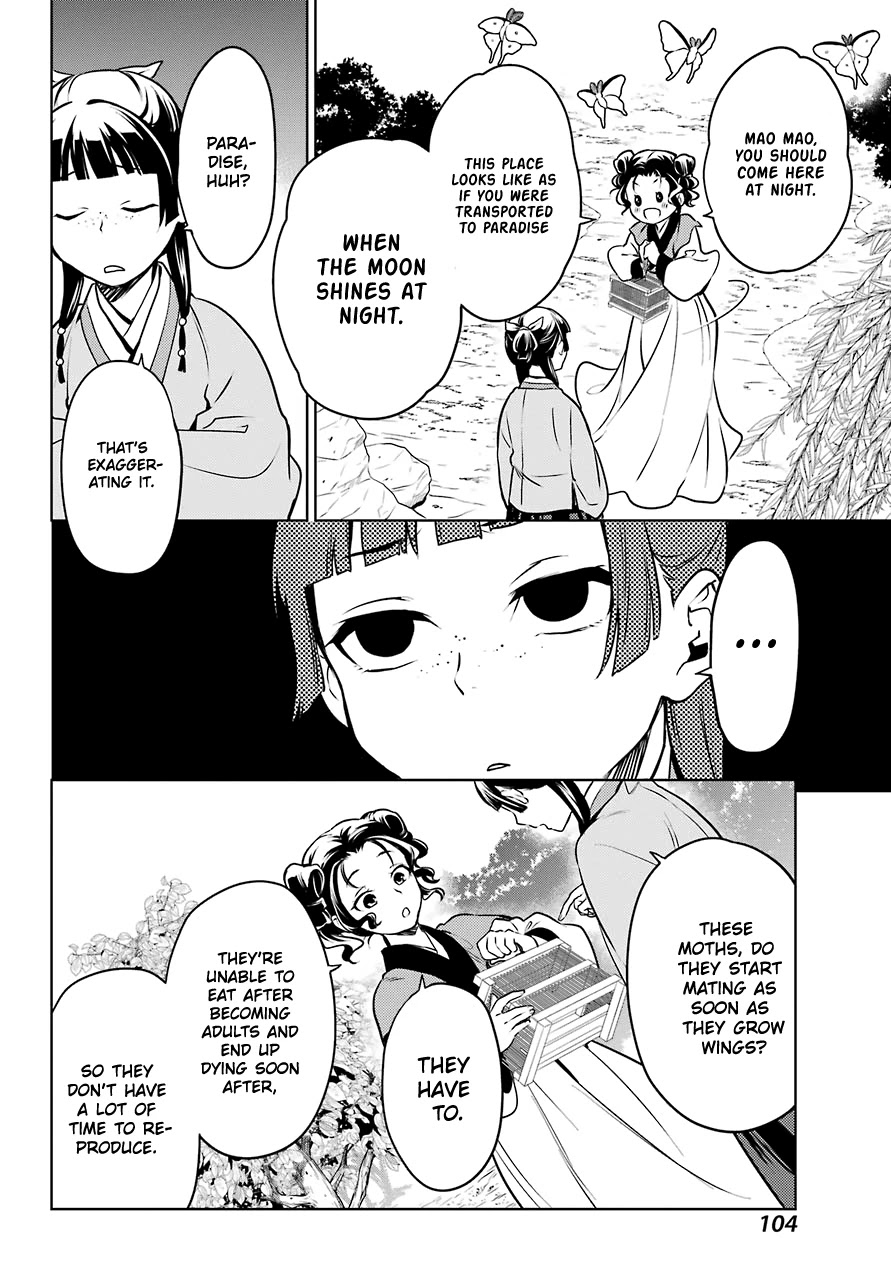 MAO MAO,
YOU SHOULD
COME HERE
AT NIGHT.
THIS PLACE
LOOKS LIKE AS
IF YOU WERE
TRANSPORTED
TO PARADISE
WHEN
THE MOON
SHINES AT
NIGHT.
PARA-
DISE,
HUH?
THAT'S
EXAGGER-
ATING IT.
...
THESE
MOTHS, DO
THEY START
MATING AS
SOON AS
THEY GROW
WINGS?
THEY
HAVE
TO.
THEY'RE
UNABLE TO
EAT AFTER
BECOMING
ADULTS AND
END UP
DYING SOON
AFTER,
SO THEY
DON'T HAVE
A LOT OF
TIME TO RE-
PRODUCE.
104